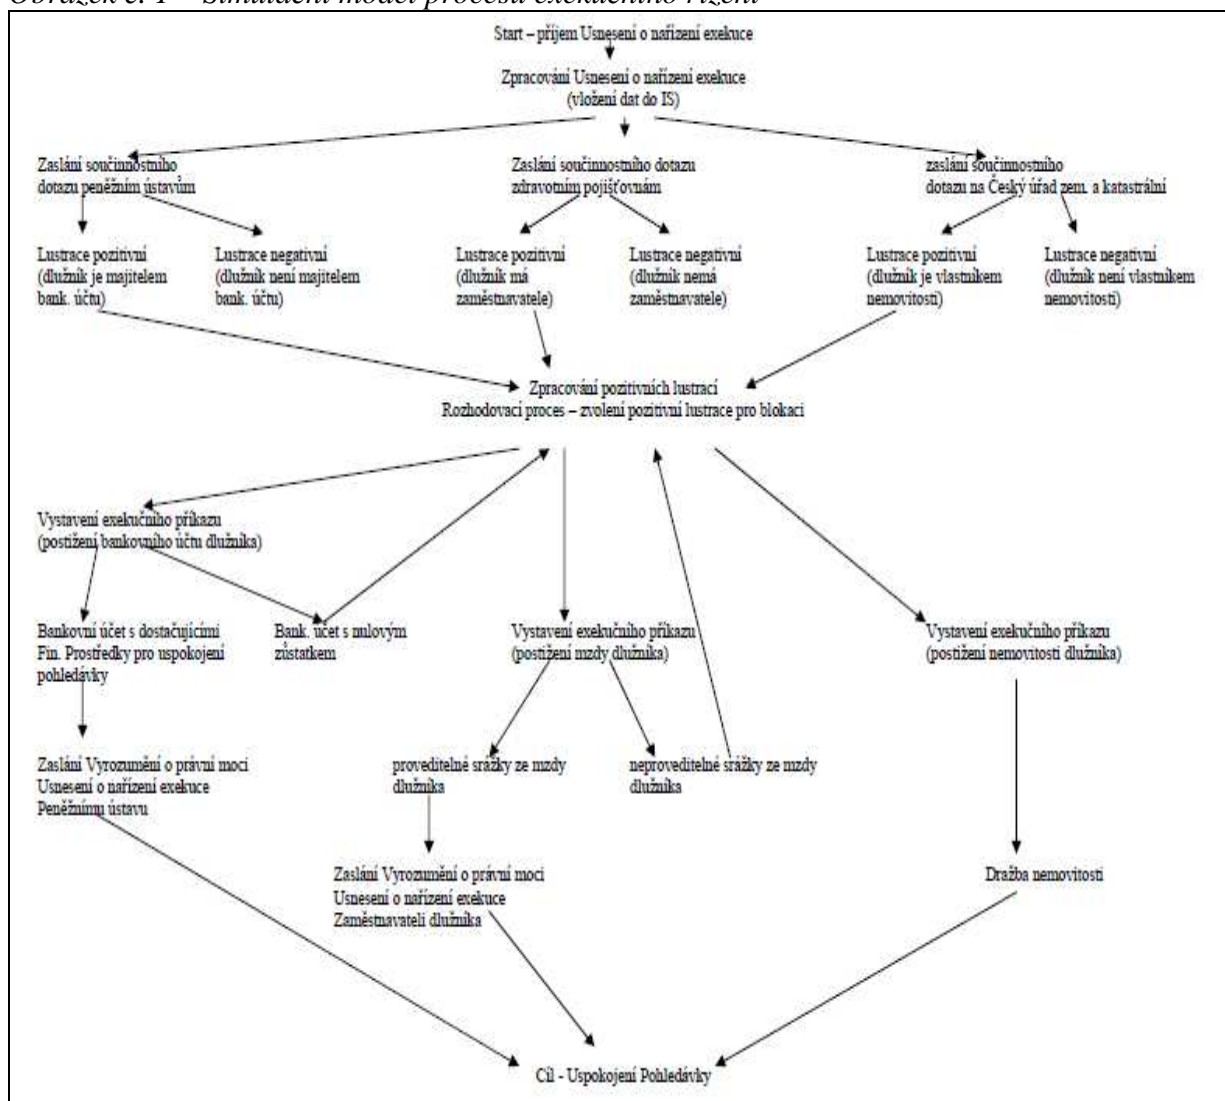 Obrázek č. 1 – Simulační model procesu exekučního řízení
Start – příjem Usnesení o nařízení exekuce
Zpracování Usnesení o nařízení exekuce
(vložení dat do IS)
Zaslání součinnostního
dotazu peněžním ústavům
Zaslání součinnostního dotazu
zdravotním pojišťovnám
zaslání součinnostního
dotazu na Český úřad zem. a katastrální
Lustrace pozitivní
(dlužník je majitelem
bank. účtu)
Lustrace negativní
(dlužník není majitelem
bank. účtu)
Lustrace pozitivní
(dlužník má
zaměstnavatele)
Lustrace negativní
(dlužník nemá
zaměstnavatele)
Lustrace pozitivní
(dlužník je vlastníkem
nemovitosti)
Lustrace negativní
(dlužník není vlastníkem
nemovitosti)
Zpracování pozitivních lustrací
Rozhodovací proces – zvolení pozitivní lustrace pro blokaci
Vystavení exekučního příkazu
(postižení bankovního účtu dlužníka)
Bankovní účet s dostačujícími
Fin. Prostředky pro uspokojení
pohledávky
Bank. účet s nulovým
zůstatkem
Vystavení exekučního příkazu
(postižení mzdy dlužníka)
Vystavení exekučního příkazu
(postižení nemovitosti dlužníka)
Zaslání Vyrozumění o právní moci
Usnesení o nařízení exekuce
Peněžnímu ústavu
proveditelné srážky ze mzdy
dlužníka
neproveditelné srážky ze mzdy
dlužníka
Zaslání Vyrozumění o právní moci
Usnesení o nařízení exekuce
Zaměstnavateli dlužníka
Dražba nemovitosti
Cíl - Uspokojení Pohledávky